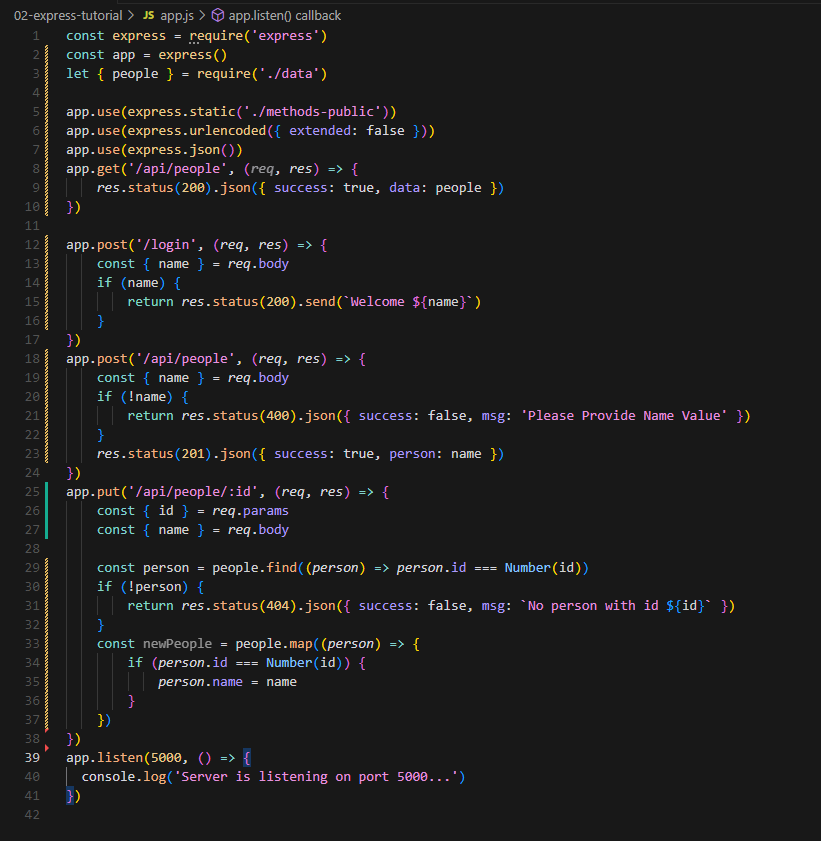 02-express-tutorial > JS app.js > app.listen() callback
1 const express = require('express')
2 const app = express()
3 let { people } = require('./data')
4
5 app.use(express.static('./methods-public'))
6 app.use(express.urlencoded({ extended: false }))
7 app.use(express.json())
8 app.get('/api/people', (req, res) => {
9     res.status(200).json({ success: true, data: people })
10 })
11
12 app.post('/login', (req, res) => {
13     const { name } = req.body
14     if (name) {
15         return res.status(200).send(`Welcome ${name}`)
16     }
17 })
18 app.post('/api/people', (req, res) => {
19     const { name } = req.body
20     if (!name) {
21         return res.status(400).json({ success: false, msg: 'Please Provide Name Value' })
22     }
23     res.status(201).json({ success: true, person: name })
24 })
25 app.put('/api/people/:id', (req, res) => {
26     const { id } = req.params
27     const { name } = req.body
28
29     const person = people.find((person) => person.id === Number(id))
30     if (!person) {
31         return res.status(404).json({ success: false, msg: `No person with id ${id}` })
32     }
33     const newPeople = people.map((person) => {
34         if (person.id === Number(id)) {
35             person.name = name
36         }
37     })
38 })
39 app.listen(5000, () => {
40   console.log('Server is listening on port 5000...')
41 })
42